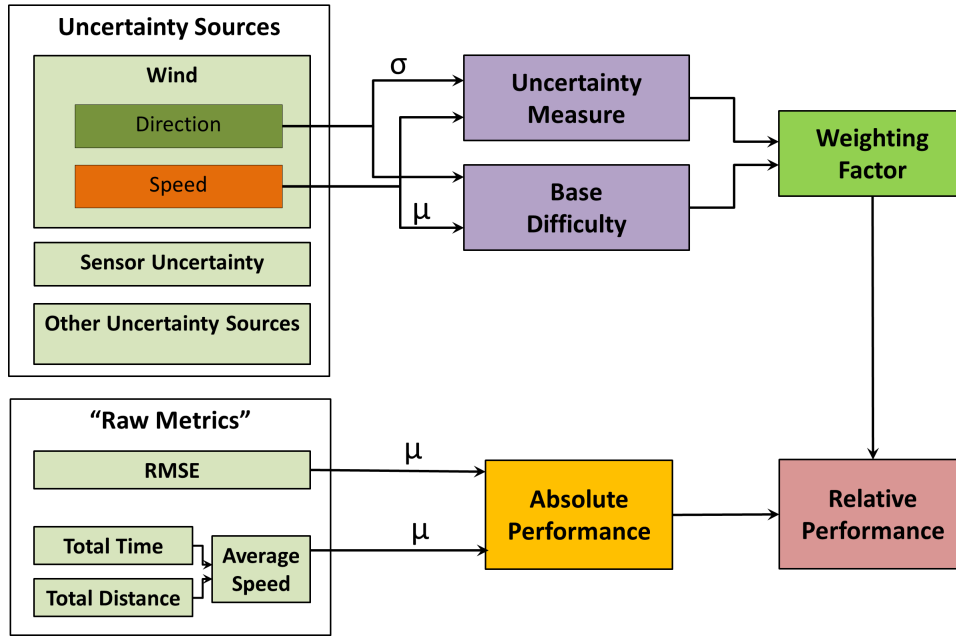 Uncertainty Sources
Wind
Direction
Speed
Sensor Uncertainty
Other Uncertainty Sources
σ
μ
Uncertainty
Measure
Base
Difficulty
Weighting
Factor
“Raw Metrics”
RMSE
Total Time
Total Distance
Average
Speed
μ
μ
Absolute
Performance
Relative
Performance